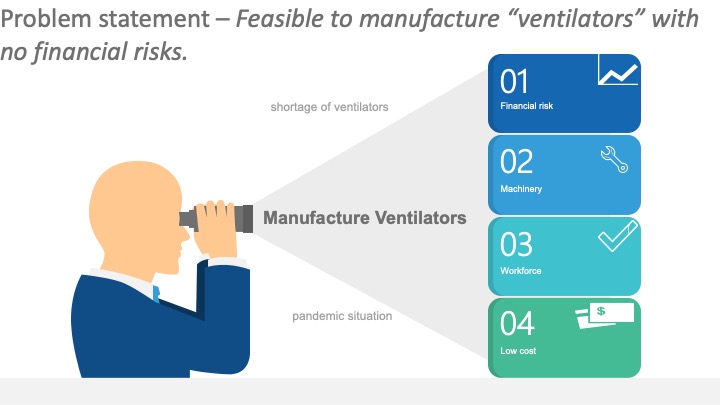 Problem statement – Feasible to manufacture “ventilators” with
no financial risks.
shortage of ventilators
Manufacture Ventilators
pandemic situation
01
Financial risk
02
Machinery
03
Workforce
04
$
Low cost